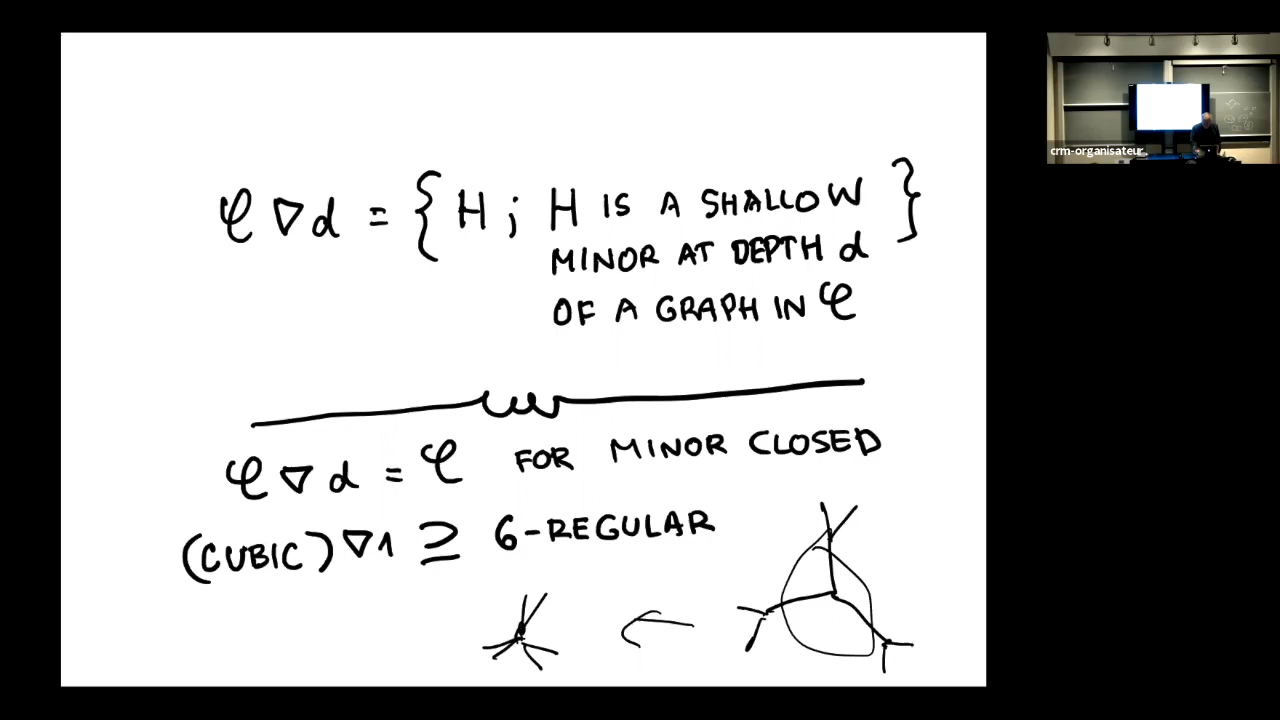 𝒞 ∇ d = { H ; H IS A SHALLOW }
MINOR AT DEPTH d
OF A GRAPH IN 𝒞
𝒞 ∇ d = 𝒞 FOR MINOR CLOSED
(CUBIC) ∇ 1 ⊇ 6-REGULAR
crm-organisateur...